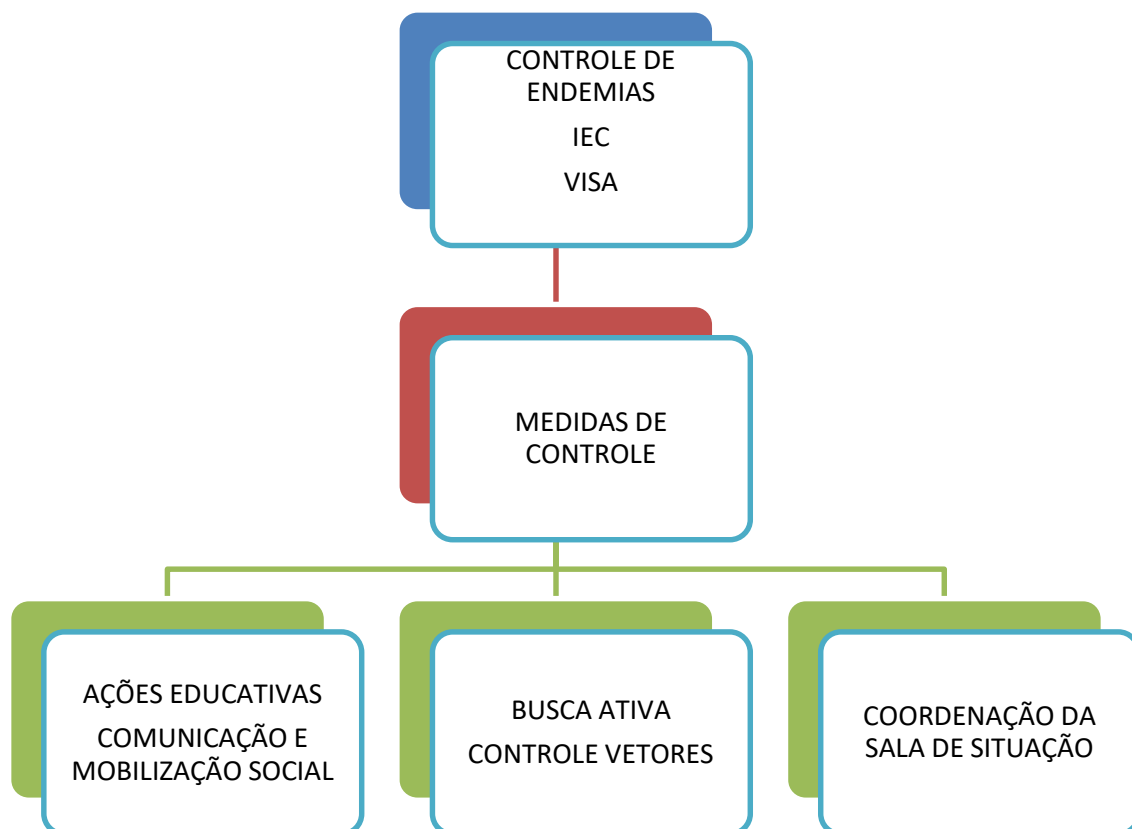 CONTROLE DE
ENDEMIAS
IEC
VISA
MEDIDAS DE
CONTROLE
AÇÕES EDUCATIVAS
COMUNICAÇÃO E
MOBILIZAÇÃO SOCIAL
BUSCA ATIVA
CONTROLE VETORES
COORDENAÇÃO DA
SALA DE SITUAÇÃO